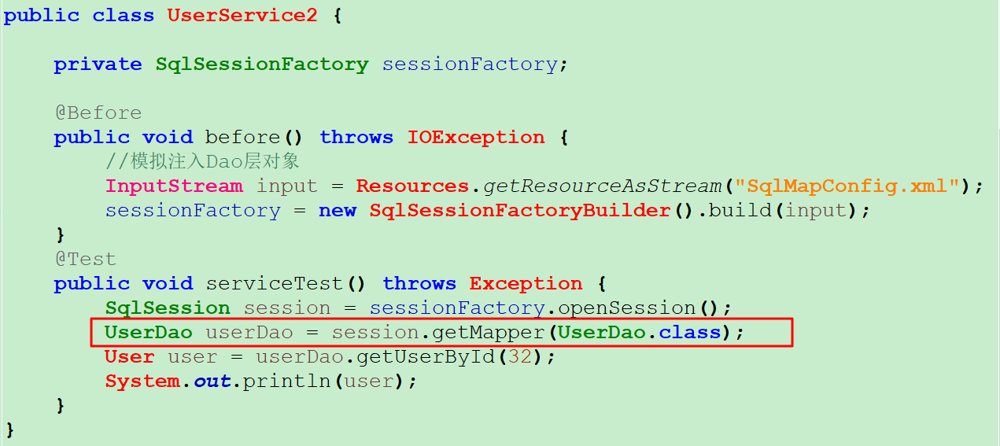 public class UserService2 {
private SqlSessionFactory sessionFactory;
@Before
public void before() throws IOException {
//模拟注入Dao层对象
InputStream input = Resources.getResourceAsStream("SqlMapConfig.xml");
sessionFactory = new SqlSessionFactoryBuilder().build(input);
}
@Test
public void serviceTest() throws Exception {
SqlSession session = sessionFactory.openSession();
UserDao userDao = session.getMapper(UserDao.class);
User user = userDao.getUserById(32);
System.out.println(user);
}
}